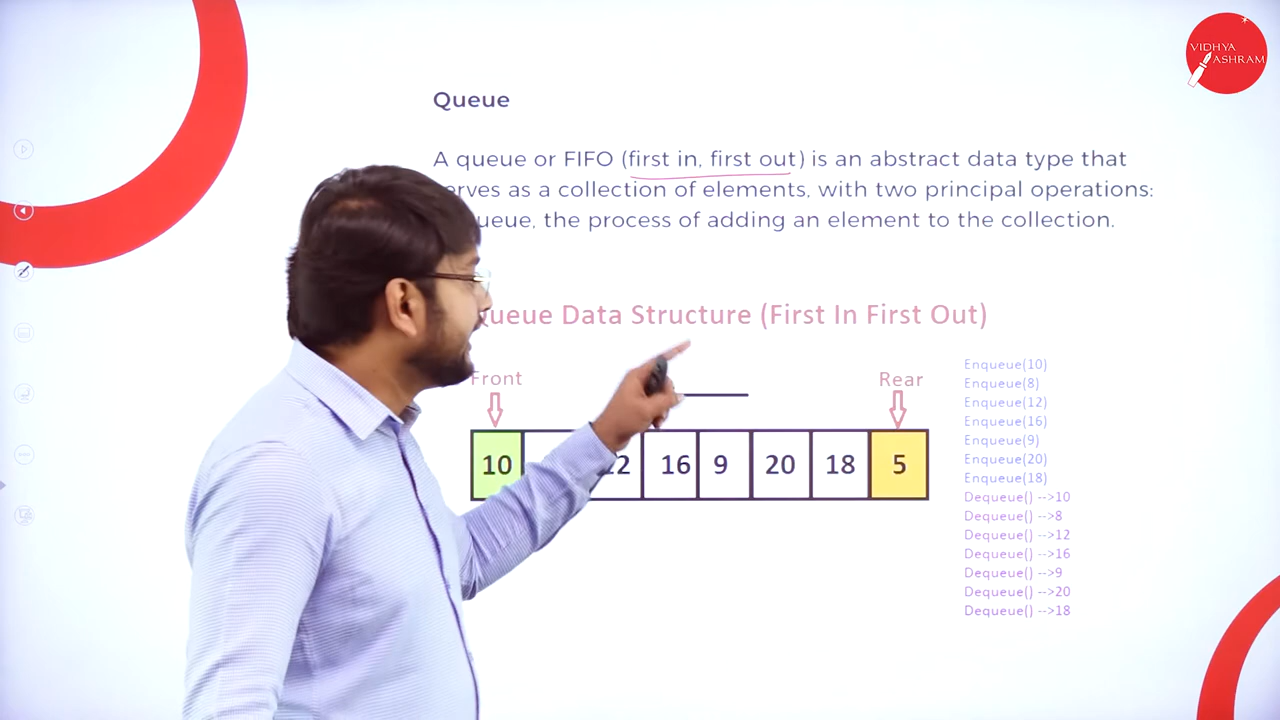 VIDHYA
ASHRAM
Queue
A queue or FIFO (first in, first out) is an abstract data type that
as a collection of elements, with two principal operations:
the process of adding an element to the collection.
Queue Data Structure (First In First Out)
Front
Rear
10 16 9 20 18 5
Enqueue(10)
Enqueue(8)
Enqueue(12)
Enqueue(16)
Enqueue(9)
Enqueue(20)
Enqueue(18)
Dequeue() -->10
Dequeue() -->8
Dequeue() -->12
Dequeue() -->16
Dequeue() -->9
Dequeue() -->20
Dequeue() -->18